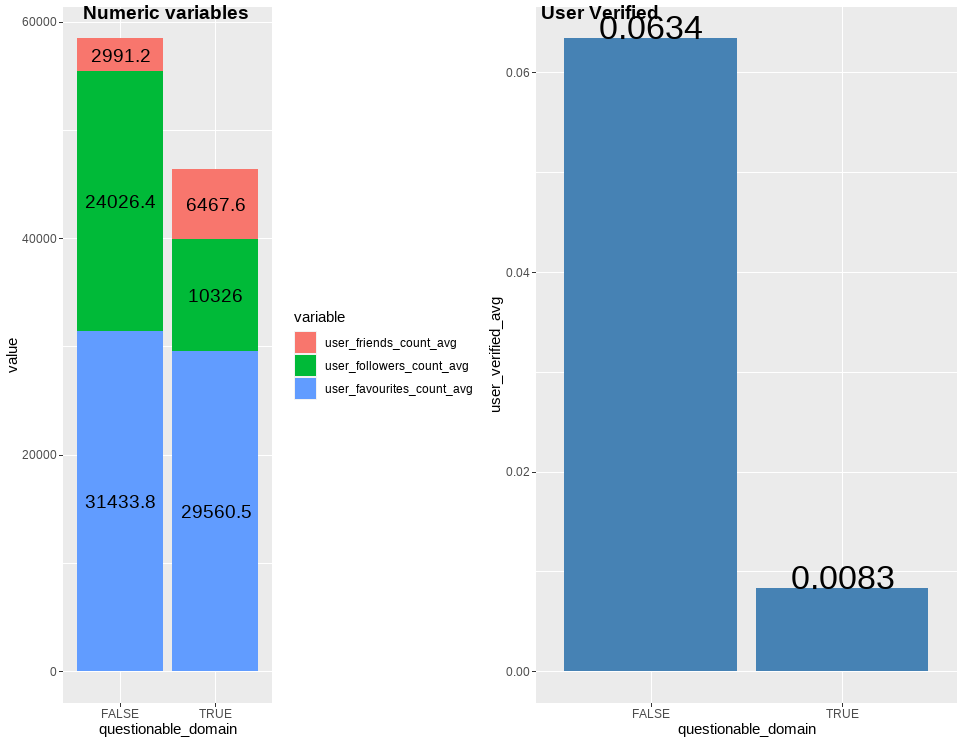 Numeric variables
60000
40000
20000
0
value
2991.2
24026.4
31433.8
6467.6
10326
29560.5
FALSE
TRUE
questionable_domain
variable
user_friends_count_avg
user_followers_count_avg
user_favourites_count_avg
User Verified
0.06
0.04
0.02
0.00
user_verified_avg
0.0634
0.0083
FALSE
TRUE
questionable_domain